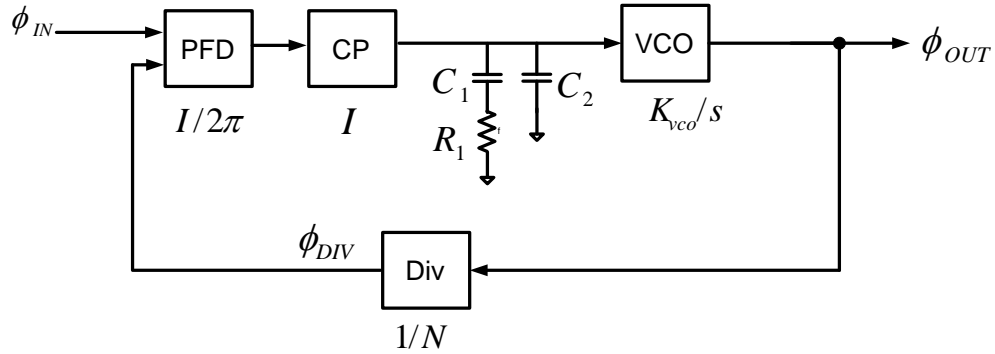 ϕ_IN
PFD
CP
VCO
ϕ_OUT
I/2π
I
C_1
C_2
K_vco/s
R_1
ϕ_DIV
Div
1/N